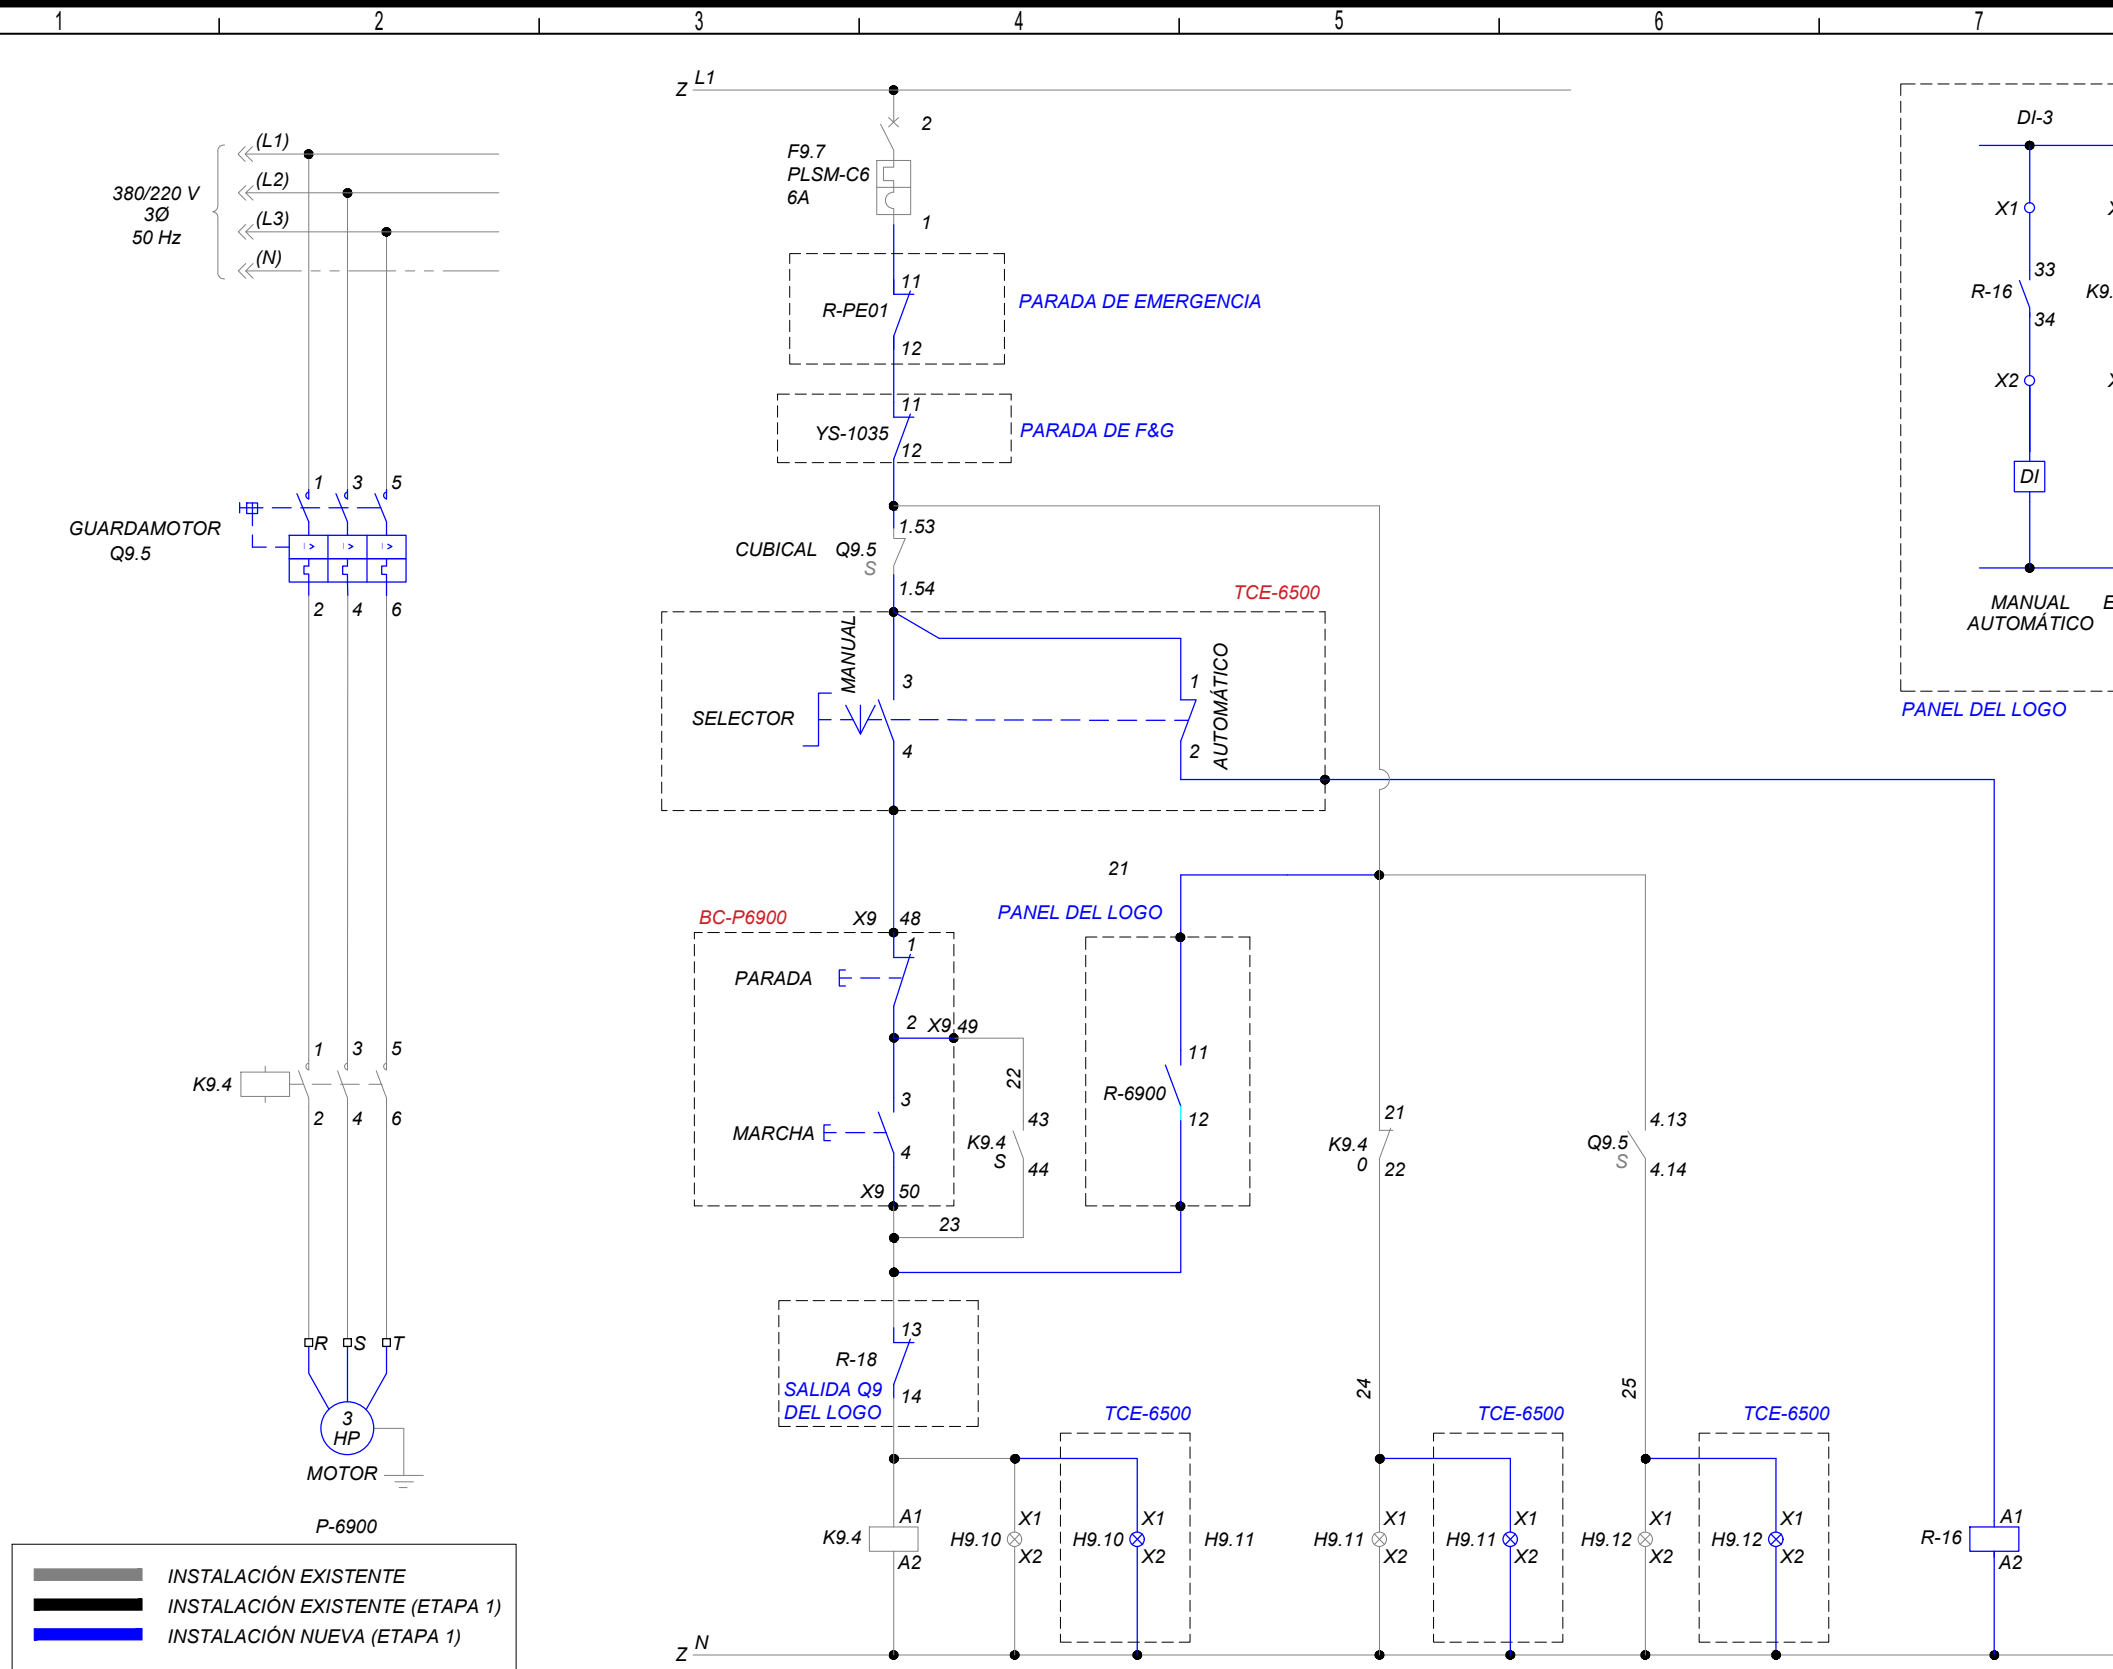 1 2 3 4 5 6 7
Z L1
2
F9.7
PLSM-C6
6A
1
(L1)
(L2)
(L3)
(N)
380/220 V
3Ø
50 Hz
GUARDAMOTOR
Q9.5
1 3 5
2 4 6
K9.4
1 3 5
2 4 6
R S T
3
HP
MOTOR
P-6900
INSTALACIÓN EXISTENTE
INSTALACIÓN EXISTENTE (ETAPA 1)
INSTALACIÓN NUEVA (ETAPA 1)
11
R-PE01
12
PARADA DE EMERGENCIA
11
YS-1035
12
PARADA DE F&G
1.53
CUBICAL Q9.5
S
1.54
TCE-6500
MANUAL
3
SELECTOR
4
1
2
AUTOMÁTICO
21
BC-P6900
X9 48
PANEL DEL LOGO
1
PARADA
2
X9 49
22
3
MARCHA
4
43
K9.4
S
44
X9 50
23
11
R-6900
12
21
K9.4
0
22
4.13
Q9.5
S
4.14
13
R-18
SALIDA Q9
DEL LOGO
14
24
25
TCE-6500
TCE-6500
TCE-6500
A1
K9.4
A2
X1
H9.10
X2
X1
H9.10
X2
H9.11
X1
H9.11
X2
X1
H9.11
X2
X1
H9.12
X2
X1
H9.12
X2
A1
R-16
A2
Z N
DI-3
X1
33
R-16
34
K9.
X2
DI
MANUAL
AUTOMÁTICO
PANEL DEL LOGO